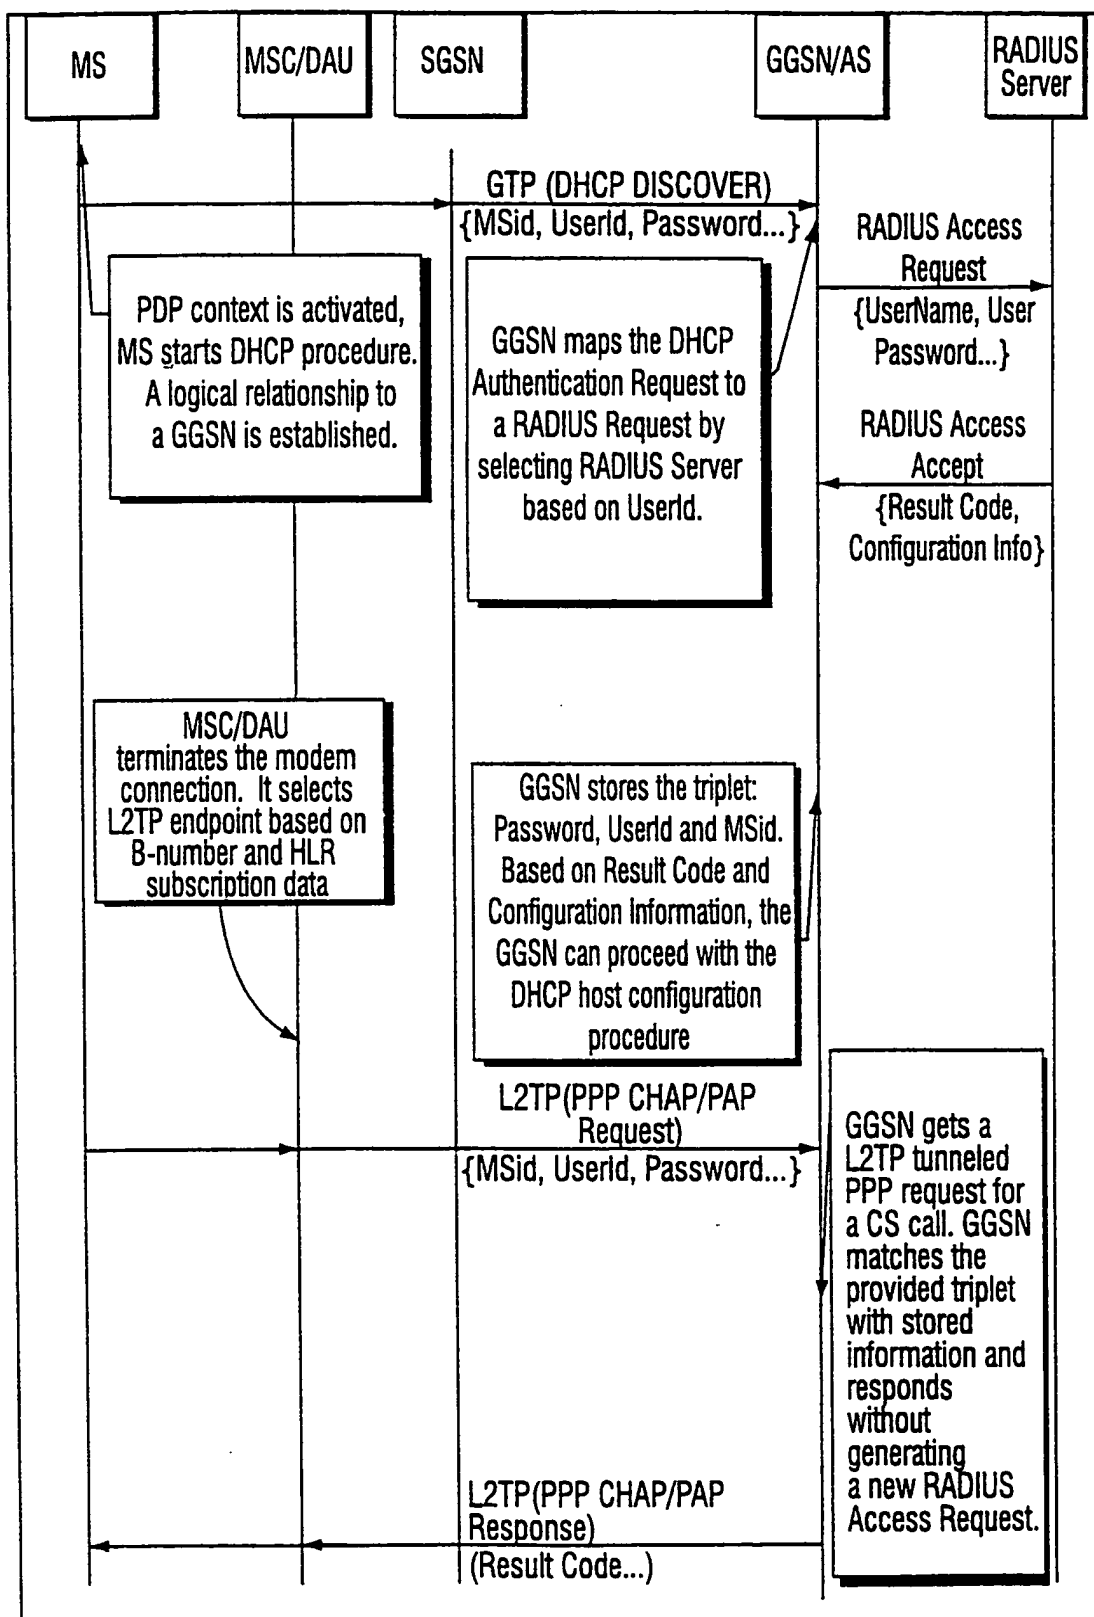 MS
MSC/DAU
SGSN
GGSN/AS
RADIUS
Server
GTP (DHCP DISCOVER)
{MSid, UserId, Password...}
RADIUS Access
Request
{UserName, User
Password...}
PDP context is activated,
MS starts DHCP procedure.
A logical relationship to
a GGSN is established.
GGSN maps the DHCP
Authentication Request to
a RADIUS Request by
selecting RADIUS Server
based on UserId.
RADIUS Access
Accept
{Result Code,
Configuration Info}
MSC/DAU
terminates the modem
connection. It selects
L2TP endpoint based on
B-number and HLR
subscription data
GGSN stores the triplet:
Password, UserId and MSid.
Based on Result Code and
Configuration Information, the
GGSN can proceed with the
DHCP host configuration
procedure
L2TP(PPP CHAP/PAP
Request)
{MSid, UserId, Password...}
GGSN gets a
L2TP tunneled
PPP request for
a CS call. GGSN
matches the
provided triplet
with stored
information and
responds
without
generating
a new RADIUS
Access Request.
L2TP(PPP CHAP/PAP
Response)
(Result Code...)